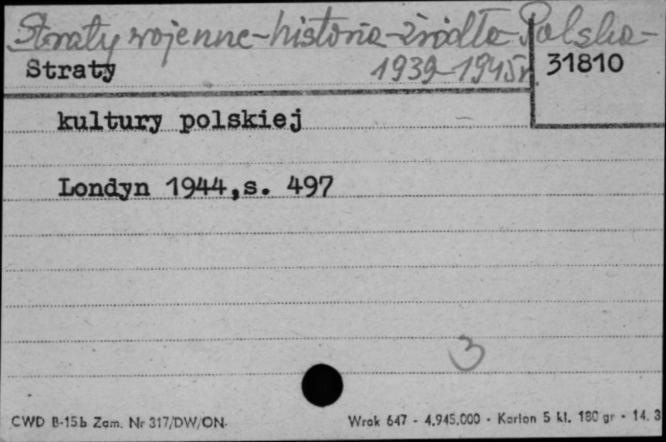 Straty wojenne-historia-źródła-Polska-
1939-1945r.
Straty
31810
kultury polskiej
Londyn 1944,s. 497
3
CWD B-15b Zam. Nr 317/DW/ON. Wrok 647 - 4.945.000 - Karton 5 kl. 180 gr - 14. 3